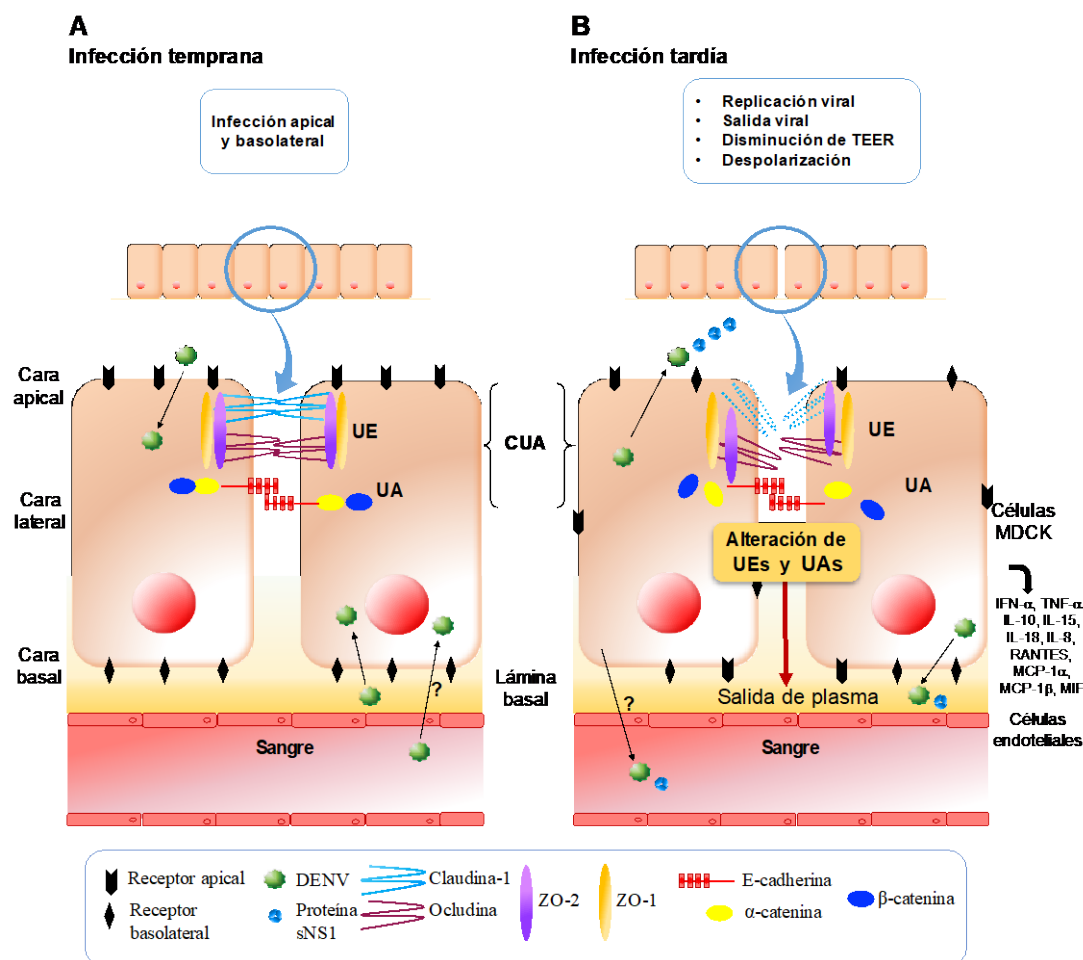 A
Infección temprana
Infección apical
y basolateral
Cara
apical
UE
UA
Cara
lateral
Cara
basal
?
Sangre
CUA
Lámina
basal
B
Infección tardía
• Replicación viral
• Salida viral
• Disminución de TEER
• Despolarización
UE
UA
Alteración de
UEs y UAs
Células
MDCK
IFN-α, TNF-α
IL-10, IL-15,
IL-18, IL-8,
RANTES,
MCP-1α,
MCP-1β, MIF
?
Salida de plasma
Células
endoteliales
Sangre
Receptor apical
DENV
Claudina-1
ZO-2
ZO-1
E-cadherina
β-catenina
Receptor
basolateral
Proteína
sNS1
Ocludina
α-catenina